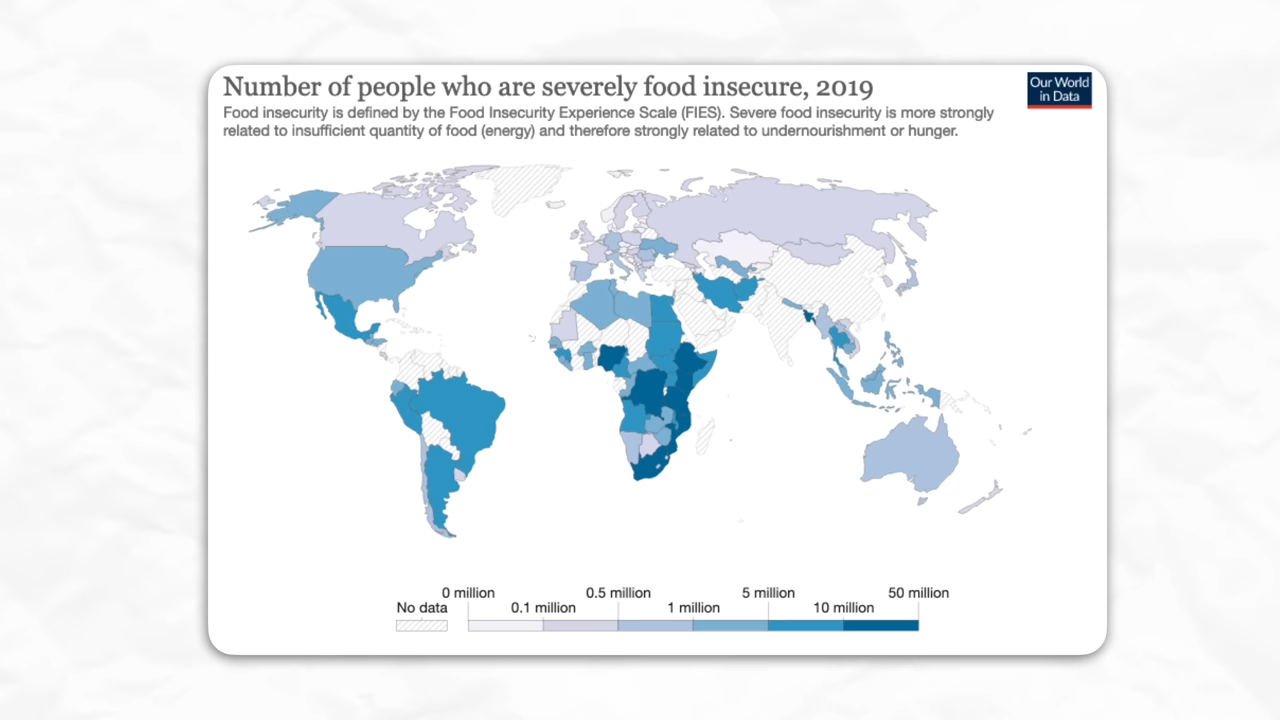 Number of people who are severely food insecure, 2019
Our World
in Data
Food insecurity is defined by the Food Insecurity Experience Scale (FIES). Severe food insecurity is more strongly
related to insufficient quantity of food (energy) and therefore strongly related to undernourishment or hunger.
0 million
0.5 million
5 million
50 million
No data
0.1 million
1 million
10 million